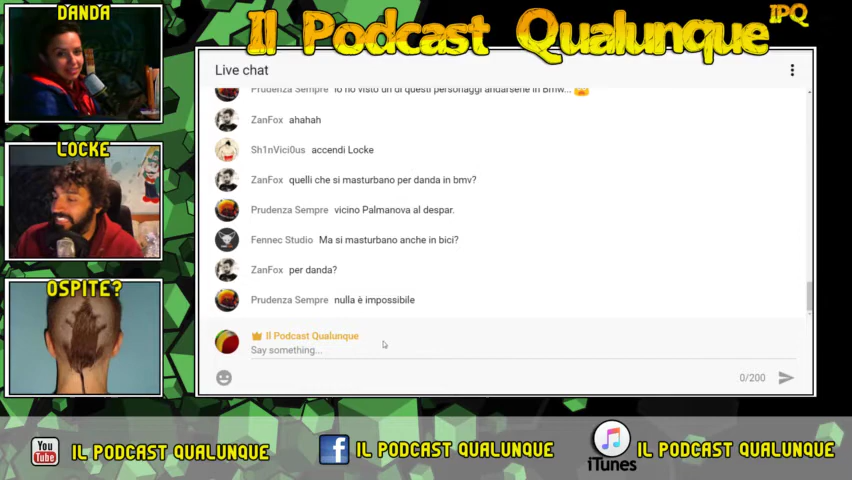 DANDA
Il Podcast Qualunque IPQ
Live chat
Prudenza Sempre io ho visto un di questi personaggi andarsene in Bmw...
ZanFox ahahah
Sh1nVici0us accendi Locke
ZanFox quelli che si masturbano per danda in bmv?
Prudenza Sempre vicino Palmanova al despar.
Fennec Studio Ma si masturbano anche in bici?
ZanFox per danda?
Prudenza Sempre nulla è impossibile
Il Podcast Qualunque
Say something...
0/200
LOCKE
OSPITE?
You Tube IL PODCAST QUALUNQUE
f IL PODCAST QUALUNQUE
iTunes IL PODCAST QUALUNQUE